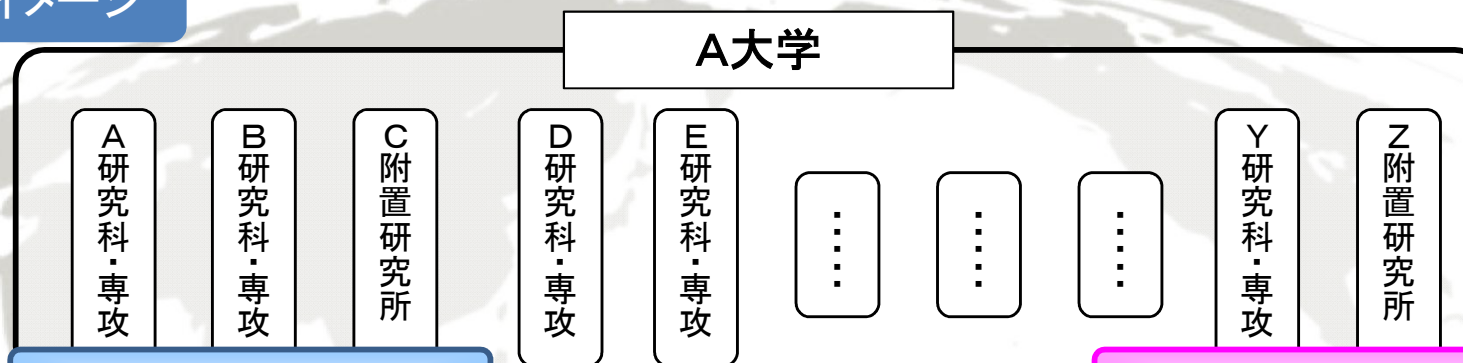 イメージ
A大学
A研究科・専攻
B研究科・専攻
C附置研究所
D研究科・専攻
E研究科・専攻
・・・・
・・・・
・・・・
Y研究科・専攻
Z附置研究所